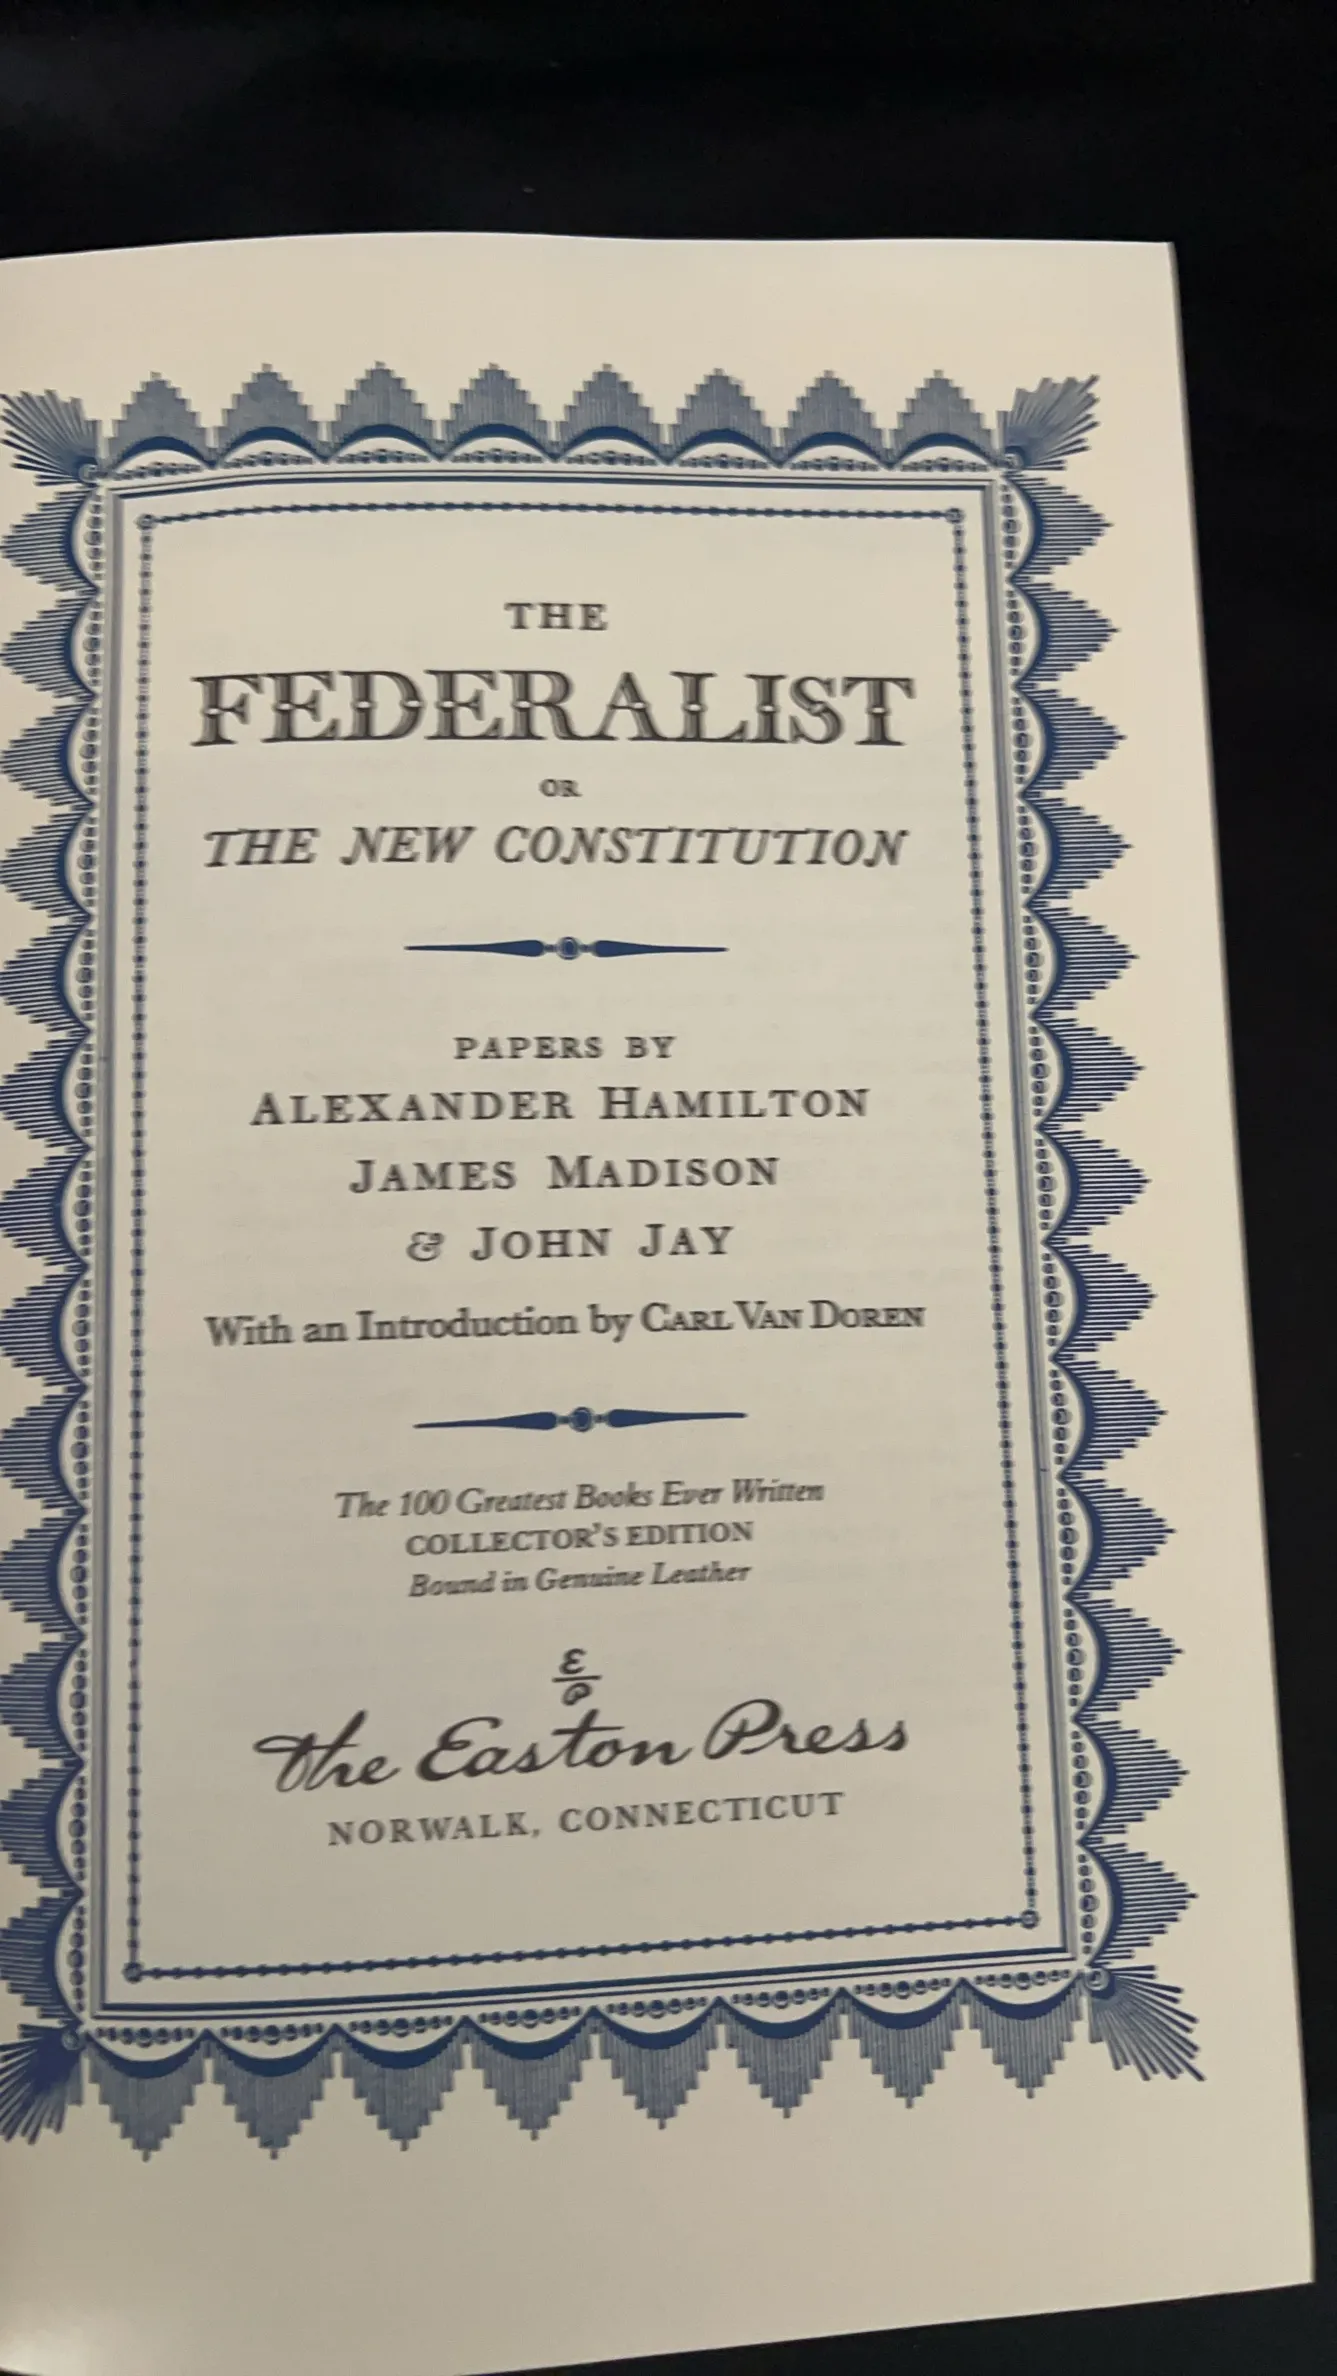 THE
FEDERALIST
OR
THE NEW CONSTITUTION
PAPERS BY
ALEXANDER HAMILTON
JAMES MADISON
& JOHN JAY
With an Introduction by CARL VAN DOREN
The 100 Greatest Books Ever Written
COLLECTOR'S EDITION
Bound in Genuine Leather
E
P
The Easton Press
NORWALK, CONNECTICUT